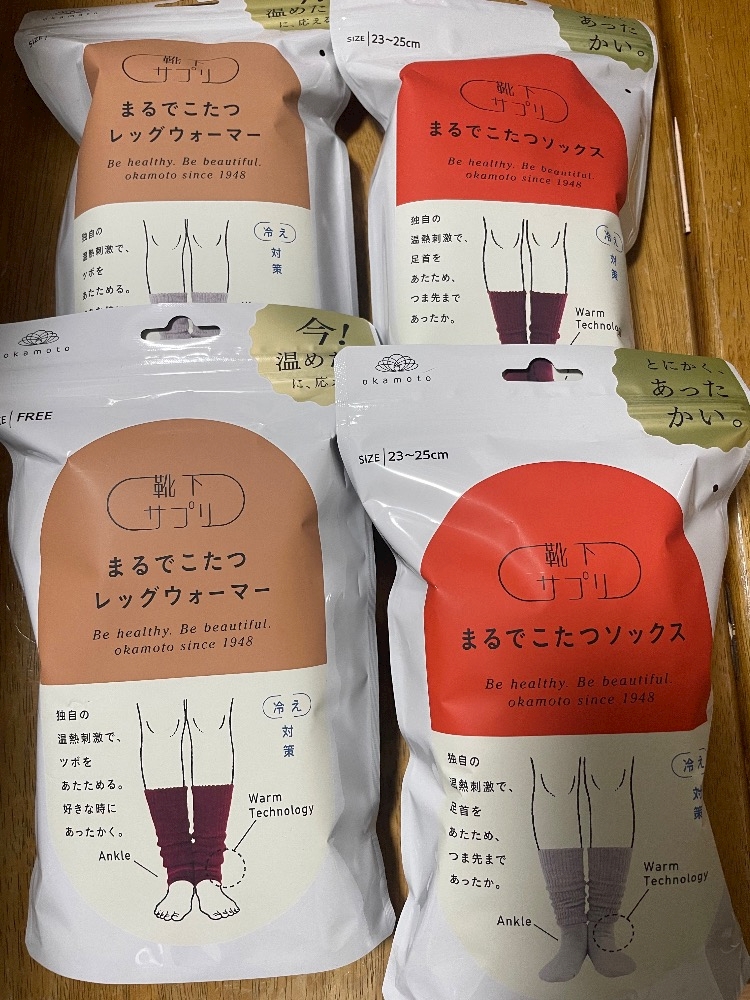 okamoto
温めた
に、応える
SIZE
靴下
サプリ
まるでこたつ
レッグウォーマー
Be healthy. Be beautiful.
okamoto since 1948
独自の
温熱刺激で、
ツボを
あたためる。
冷え
対策
あった
かい。
SIZE 23~25cm
靴下
サプリ
まるでこたつソックス
Be healthy. Be beautiful.
okamoto since 1948
独自の
温熱刺激で、
足首を
あたため、
つま先まで
あったか。
冷え
対策
Warm
Technology
okamoto
今!
温めた
に、応え
FREE
靴下
サプリ
まるでこたつ
レッグウォーマー
Be healthy. Be beautiful.
okamoto since 1948
独自の
温熱刺激で、
ツボを
あたためる。
好きな時に
あったかく。
冷え
対策
Warm
Technology
Ankle
okamoto
とにかく、
あった
かい。
SIZE 23~25cm
靴下
サプリ
まるでこたつソックス
Be healthy. Be beautiful.
okamoto since 1948
独自の
温熱刺激で、
足首を
あたため、
つま先まで
あったか。
冷え
対策
Warm
Technology
Ankle